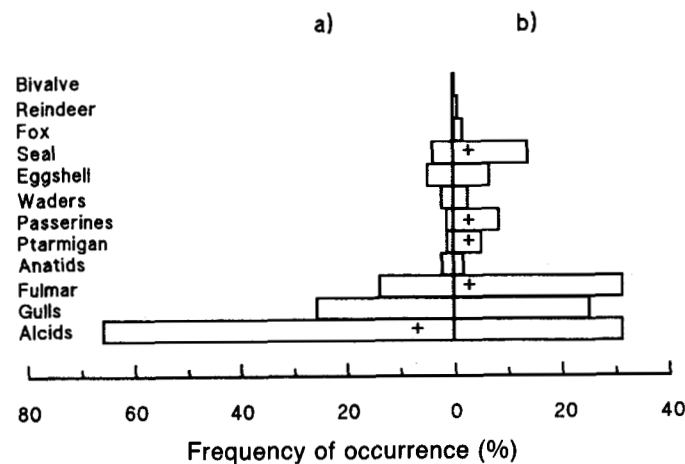 a) b)
Bivalve
Reindeer
Fox
Seal +
Eggshell
Waders
Passerines +
Ptarmigan +
Anatids
Fulmar +
Gulls
Alcids +
80 60 40 20 0 20 40
Frequency of occurrence (%)